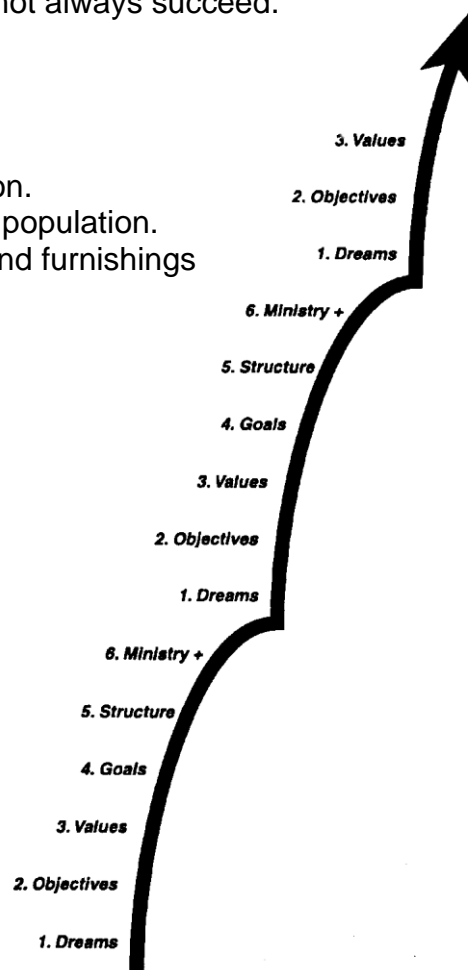 not always succeed.
3. Values
on.
2. Objectives
population.
nd furnishings
1. Dreams
6. Ministry +
5. Structure
4. Goals
3. Values
2. Objectives
1. Dreams
6. Ministry +
5. Structure
4. Goals
3. Values
2. Objectives
1. Dreams